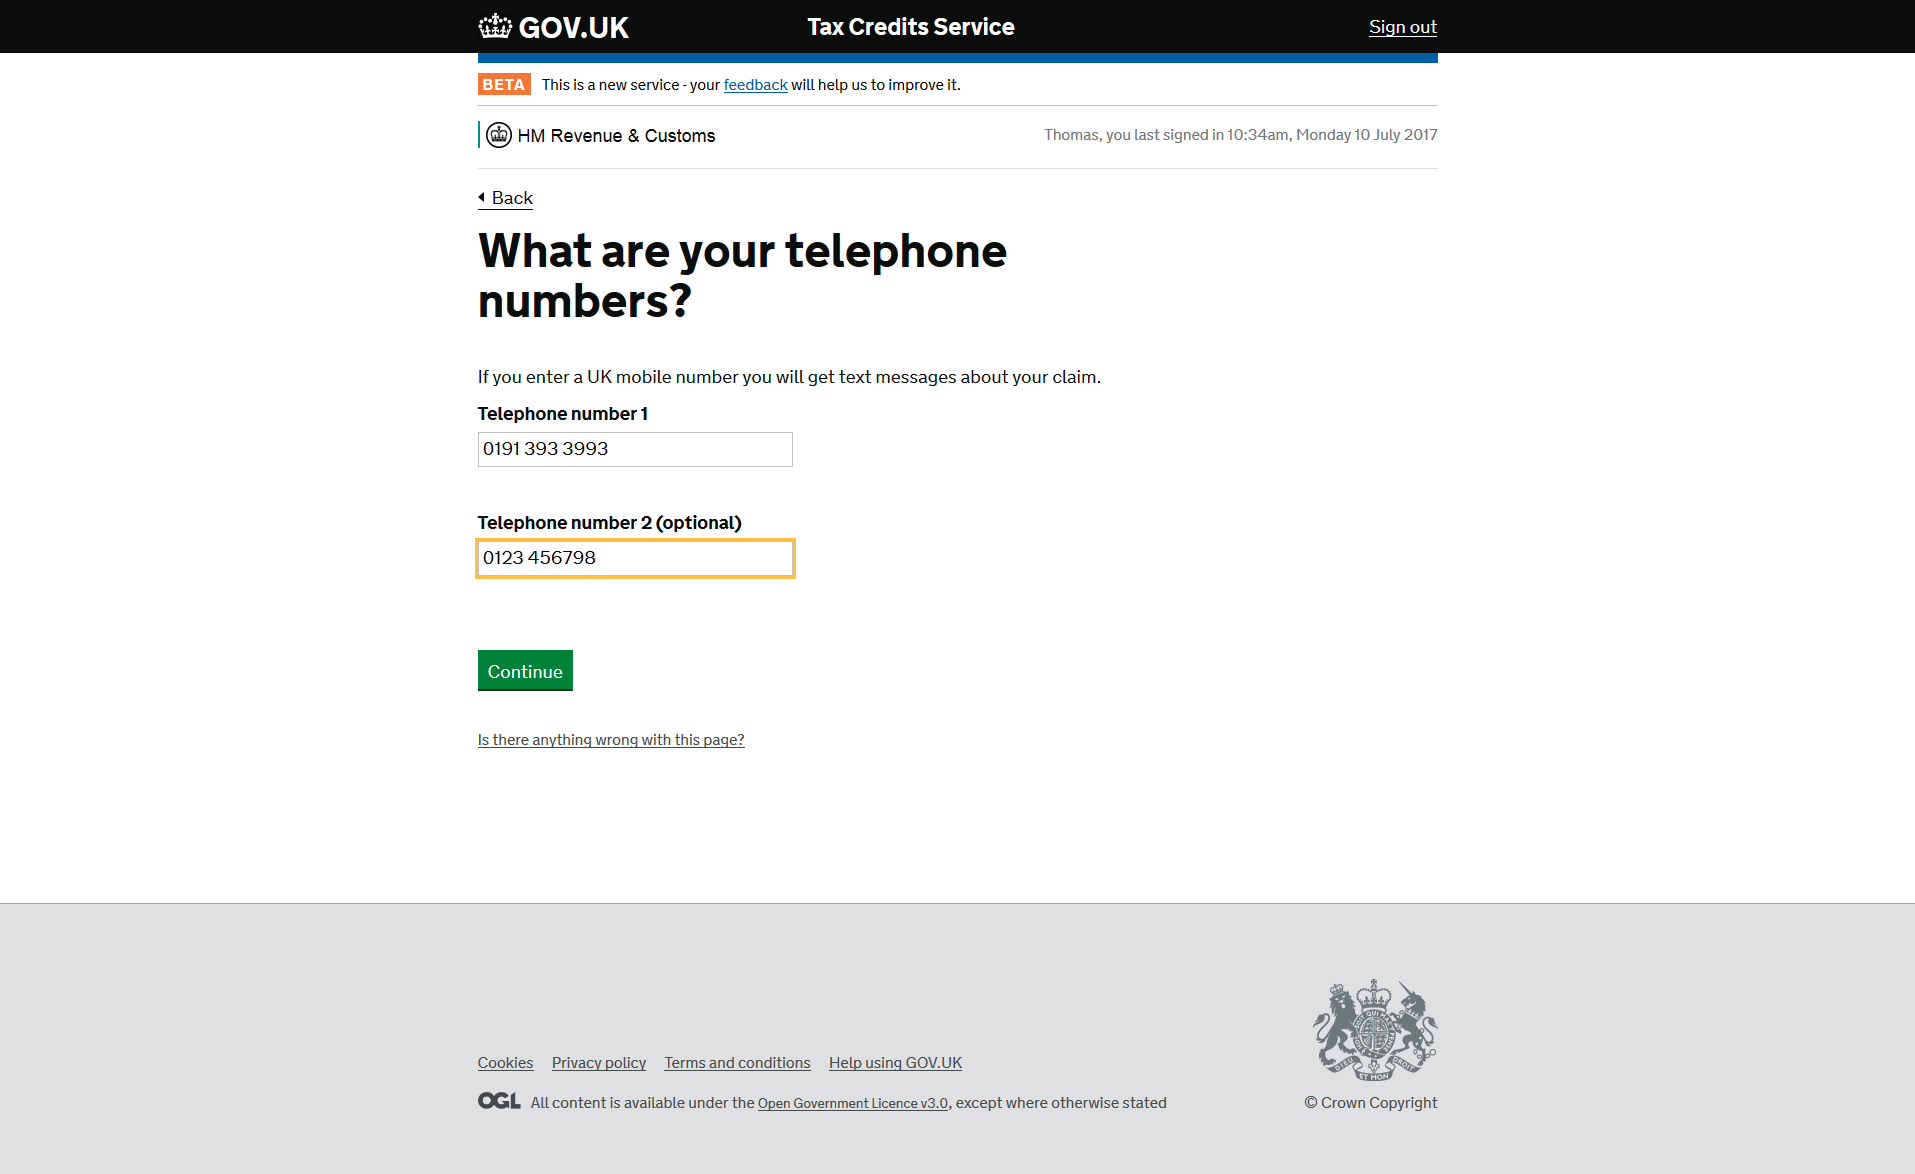 GOV.UK
Tax Credits Service
Sign out
BETA This is a new service - your feedback will help us to improve it.
HM Revenue & Customs
Thomas, you last signed in 10:34am, Monday 10 July 2017
Back
What are your telephone
numbers?
If you enter a UK mobile number you will get text messages about your claim.
Telephone number 1
0191 393 3993
Telephone number 2 (optional)
0123 456798
Continue
Is there anything wrong with this page?
Cookies Privacy policy Terms and conditions Help using GOV.UK
OGL All content is available under the Open Government Licence v3.0, except where otherwise stated
DIEU ET MON DROIT
© Crown Copyright